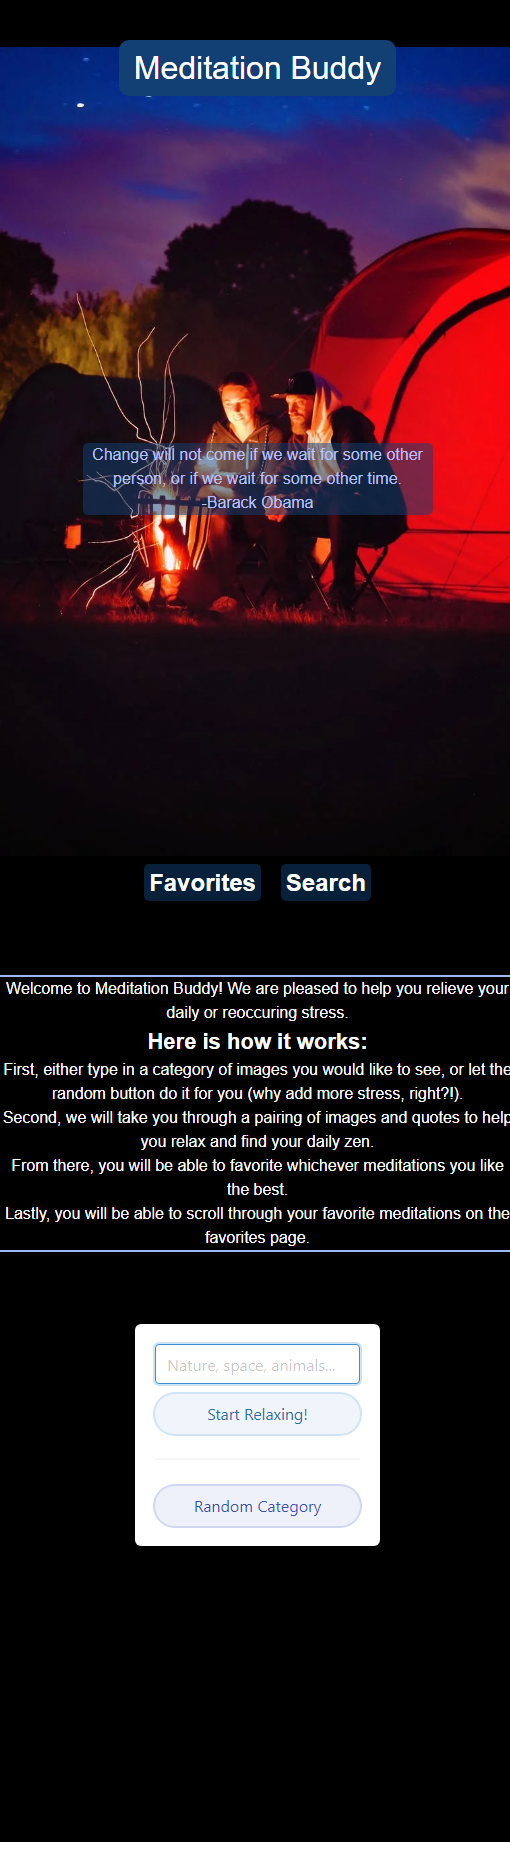 Meditation Buddy
Change will not come if we wait for some other
person, or if we wait for some other time.
-Barack Obama
Favorites Search
Welcome to Meditation Buddy! We are pleased to help you relieve your
daily or reoccuring stress.
Here is how it works:
First, either type in a category of images you would like to see, or let the
random button do it for you (why add more stress, right?!).
Second, we will take you through a pairing of images and quotes to help
you relax and find your daily zen.
From there, you will be able to favorite whichever meditations you like
the best.
Lastly, you will be able to scroll through your favorite meditations on the
favorites page.
Nature, space, animals...
Start Relaxing!
Random Category